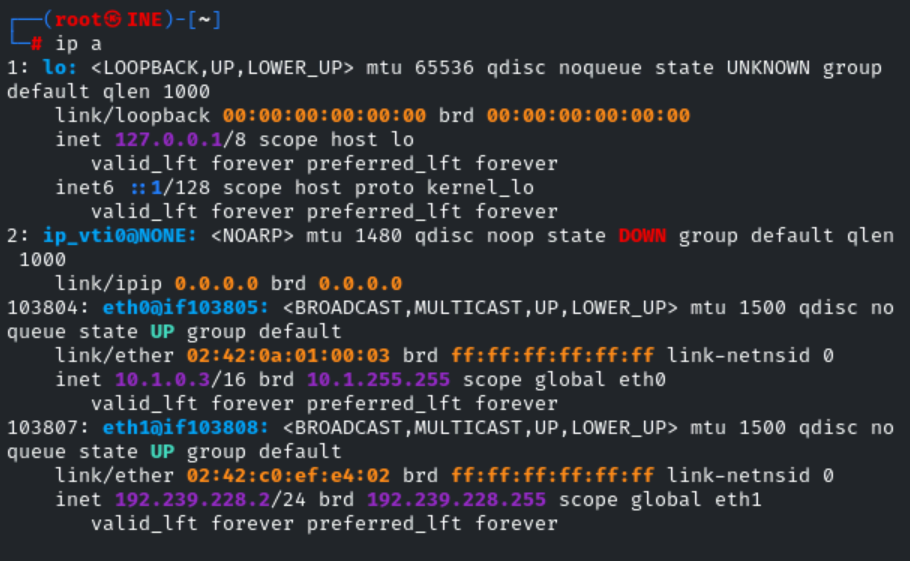 ┌──(root㉿INE)-[~]
└─# ip a
1: lo: <LOOPBACK,UP,LOWER_UP> mtu 65536 qdisc noqueue state UNKNOWN group
default qlen 1000
    link/loopback 00:00:00:00:00:00 brd 00:00:00:00:00:00
    inet 127.0.0.1/8 scope host lo
       valid_lft forever preferred_lft forever
    inet6 ::1/128 scope host proto kernel_lo
       valid_lft forever preferred_lft forever
2: ip_vti0@NONE: <NOARP> mtu 1480 qdisc noop state DOWN group default qlen
 1000
    link/ipip 0.0.0.0 brd 0.0.0.0
103804: eth0@if103805: <BROADCAST,MULTICAST,UP,LOWER_UP> mtu 1500 qdisc no
queue state UP group default
    link/ether 02:42:0a:01:00:03 brd ff:ff:ff:ff:ff:ff link-netnsid 0
    inet 10.1.0.3/16 brd 10.1.255.255 scope global eth0
       valid_lft forever preferred_lft forever
103807: eth1@if103808: <BROADCAST,MULTICAST,UP,LOWER_UP> mtu 1500 qdisc no
queue state UP group default
    link/ether 02:42:c0:ef:e4:02 brd ff:ff:ff:ff:ff:ff link-netnsid 0
    inet 192.239.228.2/24 brd 192.239.228.255 scope global eth1
       valid_lft forever preferred_lft forever